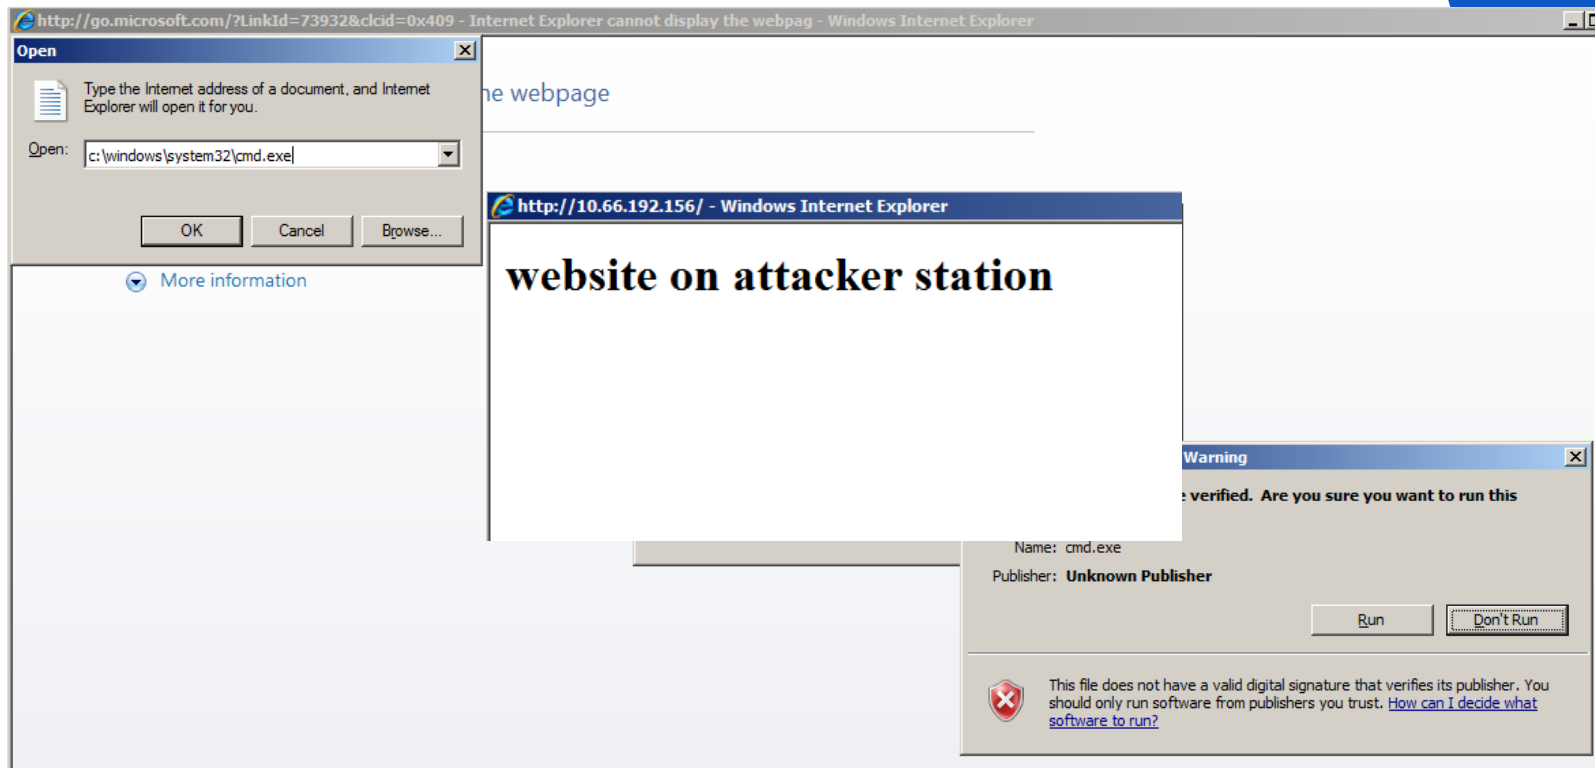 http://go.microsoft.com/?LinkId=73932&clcid=0x409 - Internet Explorer cannot display the webpag - Windows Internet Explorer
Open
Type the Internet address of a document, and Internet
Explorer will open it for you.
Open:
c:\windows\system32\cmd.exe
OK
Cancel
Browse...
he webpage
More information
http://10.66.192.156/ - Windows Internet Explorer
website on attacker station
Warning
verified. Are you sure you want to run this
Name: cmd.exe
Publisher: Unknown Publisher
Run
Don't Run
This file does not have a valid digital signature that verifies its publisher. You
should only run software from publishers you trust. How can I decide what
software to run?